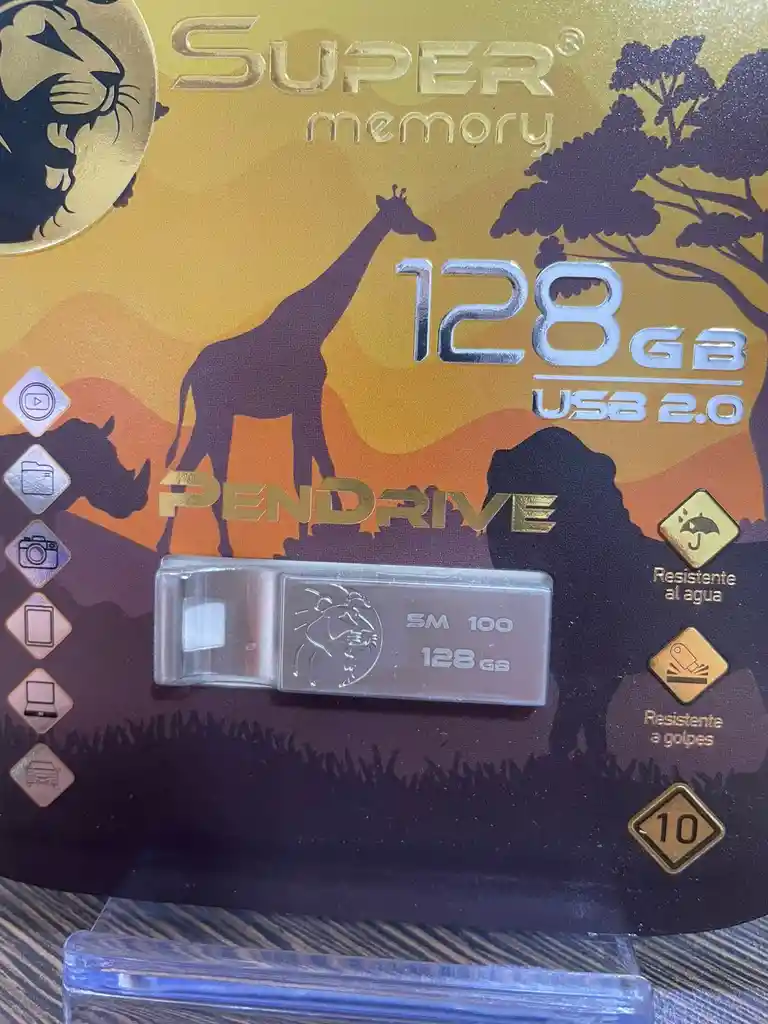 SUPER®
memory
128GB
USB 2.0
PENDRIVE
SM 100
128 GB
Resistente
al agua
Resistente
a golpes
10